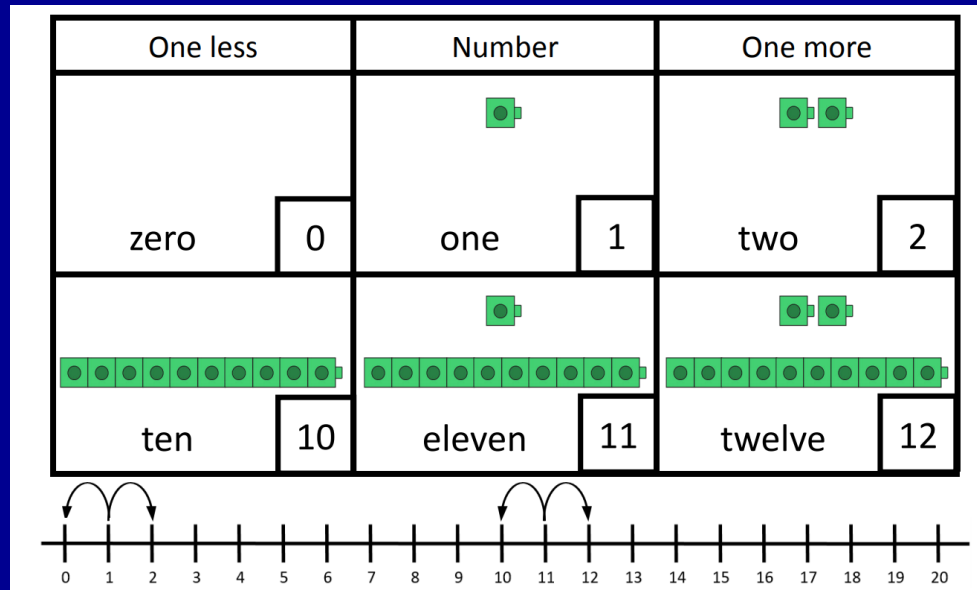 One less Number One more
zero 0 one 1 two 2
ten 10 eleven 11 twelve 12
0 1 2 3 4 5 6 7 8 9 10 11 12 13 14 15 16 17 18 19 20